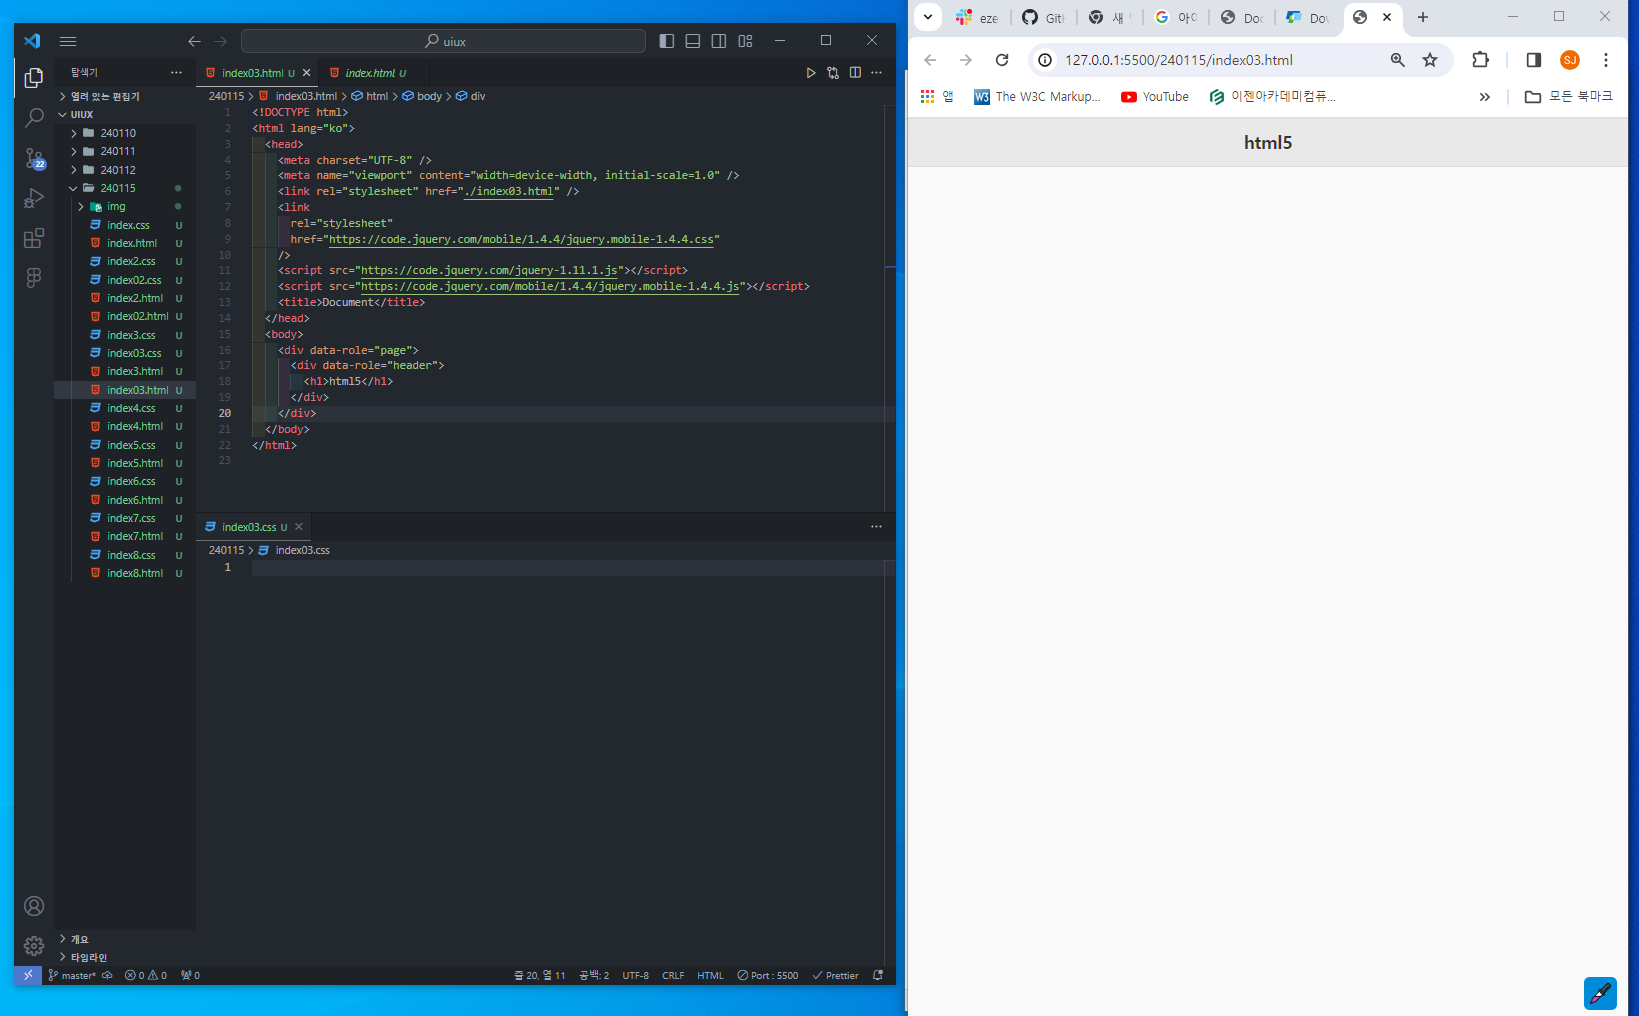 uiux
탐색기
열려 있는 편집기
UIUX
240110
240111
240112
240115
img
index.css U
index.html U
index2.css U
index02.css U
index2.html U
index02.html U
index3.css U
index03.css U
index3.html U
index03.html U
index4.css U
index4.html U
index5.css U
index5.html U
index6.css U
index6.html U
index7.css U
index7.html U
index8.css U
index8.html U
개요
타임라인
22
index03.html U
index.html U
240115 > index03.html > html > body > div
1 <!DOCTYPE html>
2 <html lang="ko">
3 <head>
4 <meta charset="UTF-8" />
5 <meta name="viewport" content="width=device-width, initial-scale=1.0" />
6 <link rel="stylesheet" href="./index03.html" />
7 <link
8 rel="stylesheet"
9 href="https://code.jquery.com/mobile/1.4.4/jquery.mobile-1.4.4.css"
10 />
11 <script src="https://code.jquery.com/jquery-1.11.1.js"></script>
12 <script src="https://code.jquery.com/mobile/1.4.4/jquery.mobile-1.4.4.js"></script>
13 <title>Document</title>
14 </head>
15 <body>
16 <div data-role="page">
17 <div data-role="header">
18 <h1>html5</h1>
19 </div>
20 </div>
21 </body>
22 </html>
23
index03.css U
240115 > index03.css
1
master* 0 0 0 줄 20, 열 11 공백: 2 UTF-8 CRLF HTML Port : 5500 Prettier
eze Git 새 아이 Doc Dov
127.0.0.1:5500/240115/index03.html
SJ
앱 The W3C Markup... YouTube 이젠아카데미컴퓨... 모든 북마크
html5